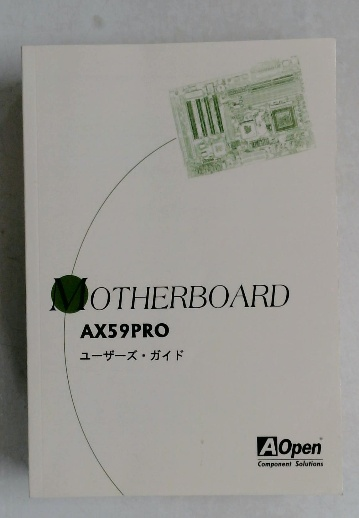 MOTHERBOARD
AX59PRO
ユーザーズ・ガイド
AOpen
Component Solutions